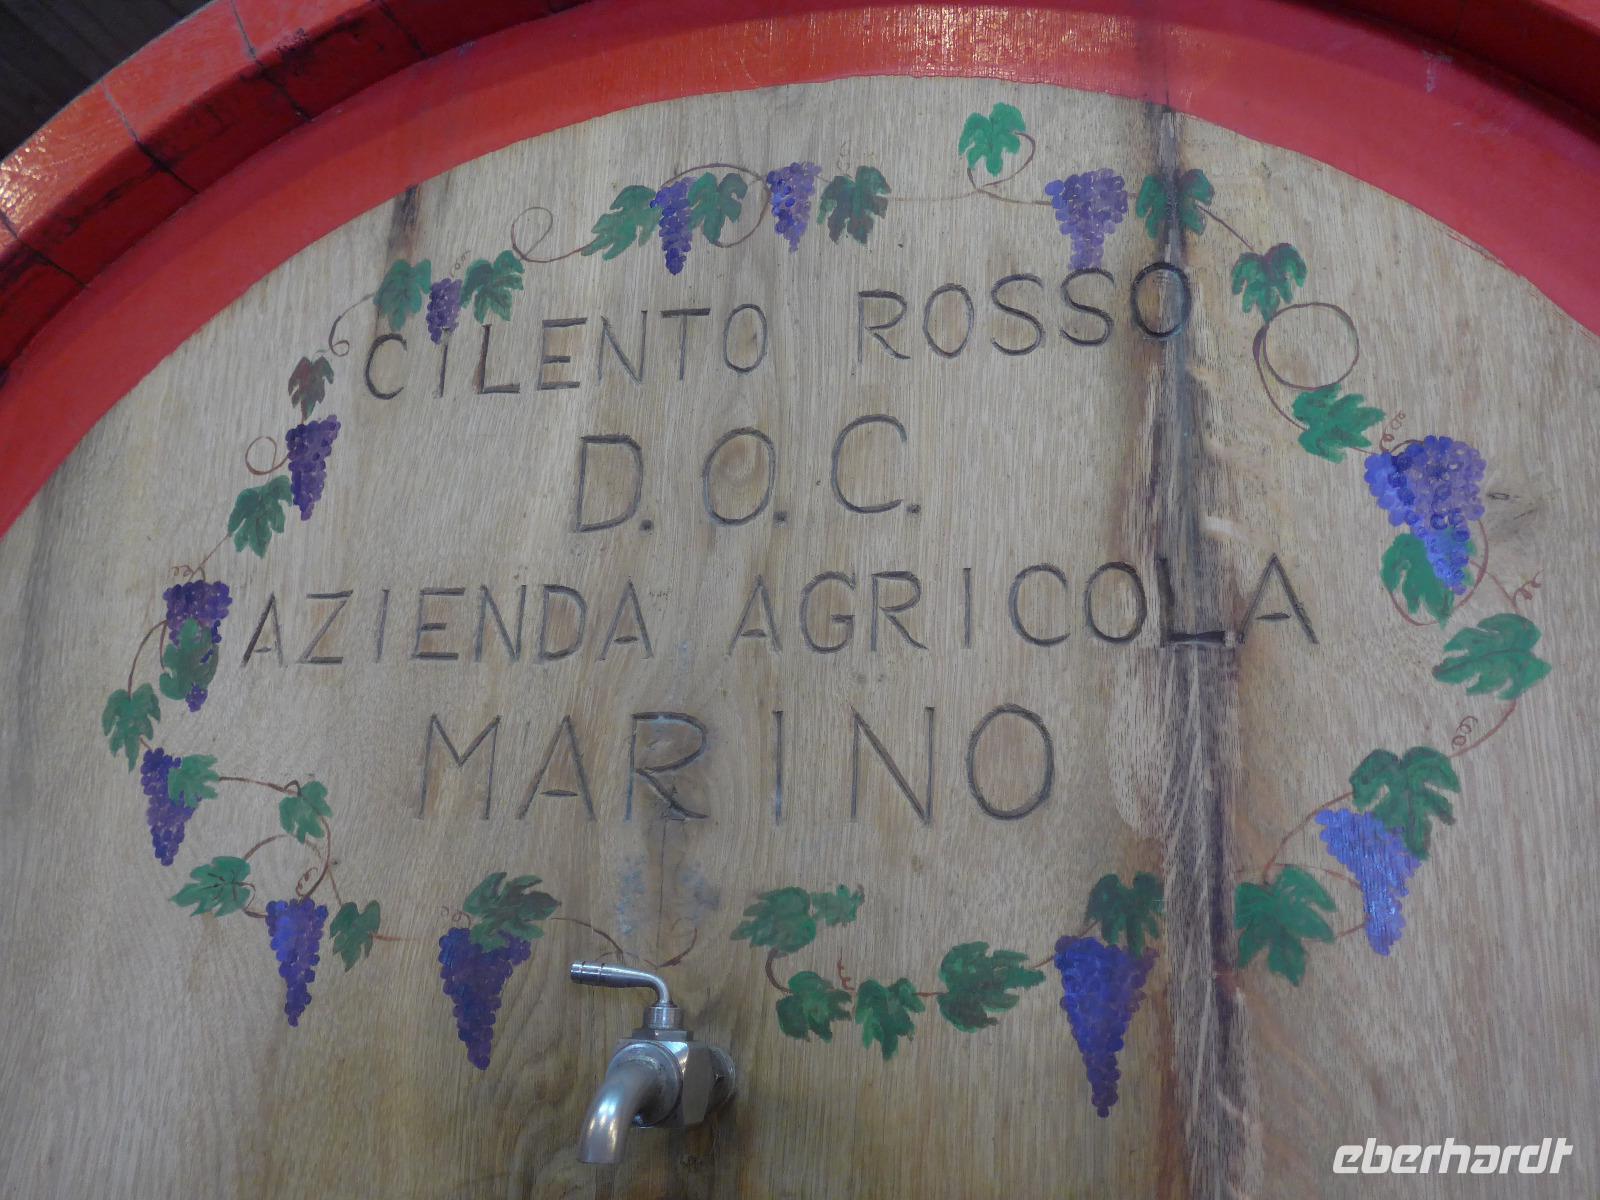 CILENTO ROSSO
D.O.C.
AZIENDA AGRICOLA
MARINO
eberhardt